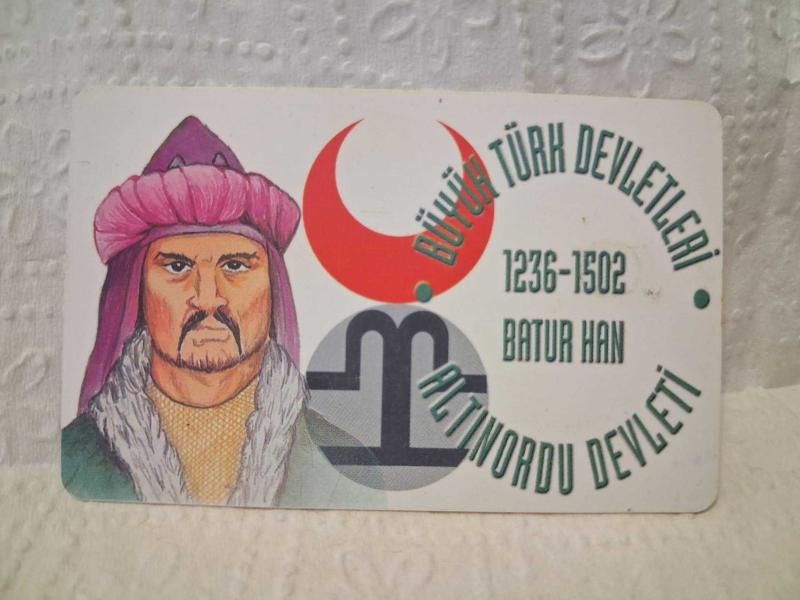 BÜYÜK TÜRK DEVLETLERİ
1236-1502
BATUR HAN
ALTINORDU DEVLETİ